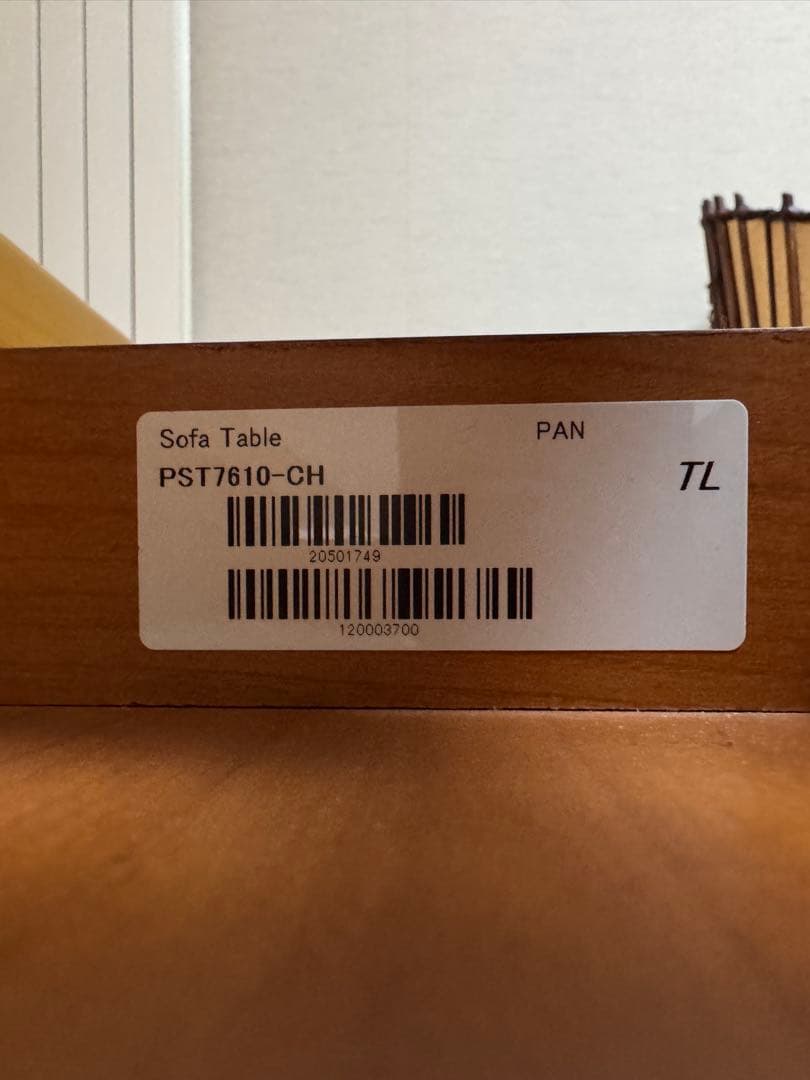 Sofa Table PAN
PST7610-CH TL
20501749
120003700